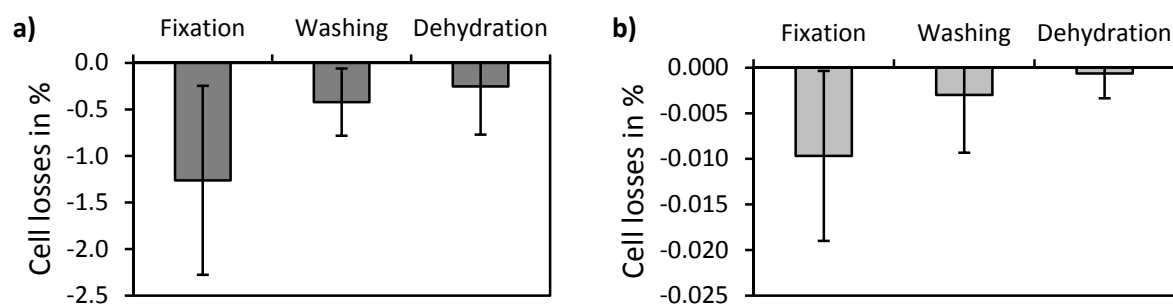 a)
Fixation Washing Dehydration
0.0
-0.5
-1.0
-1.5
-2.0
-2.5
Cell losses in %
b)
Fixation Washing Dehydration
0.000
-0.005
-0.010
-0.015
-0.020
-0.025
Cell losses in %